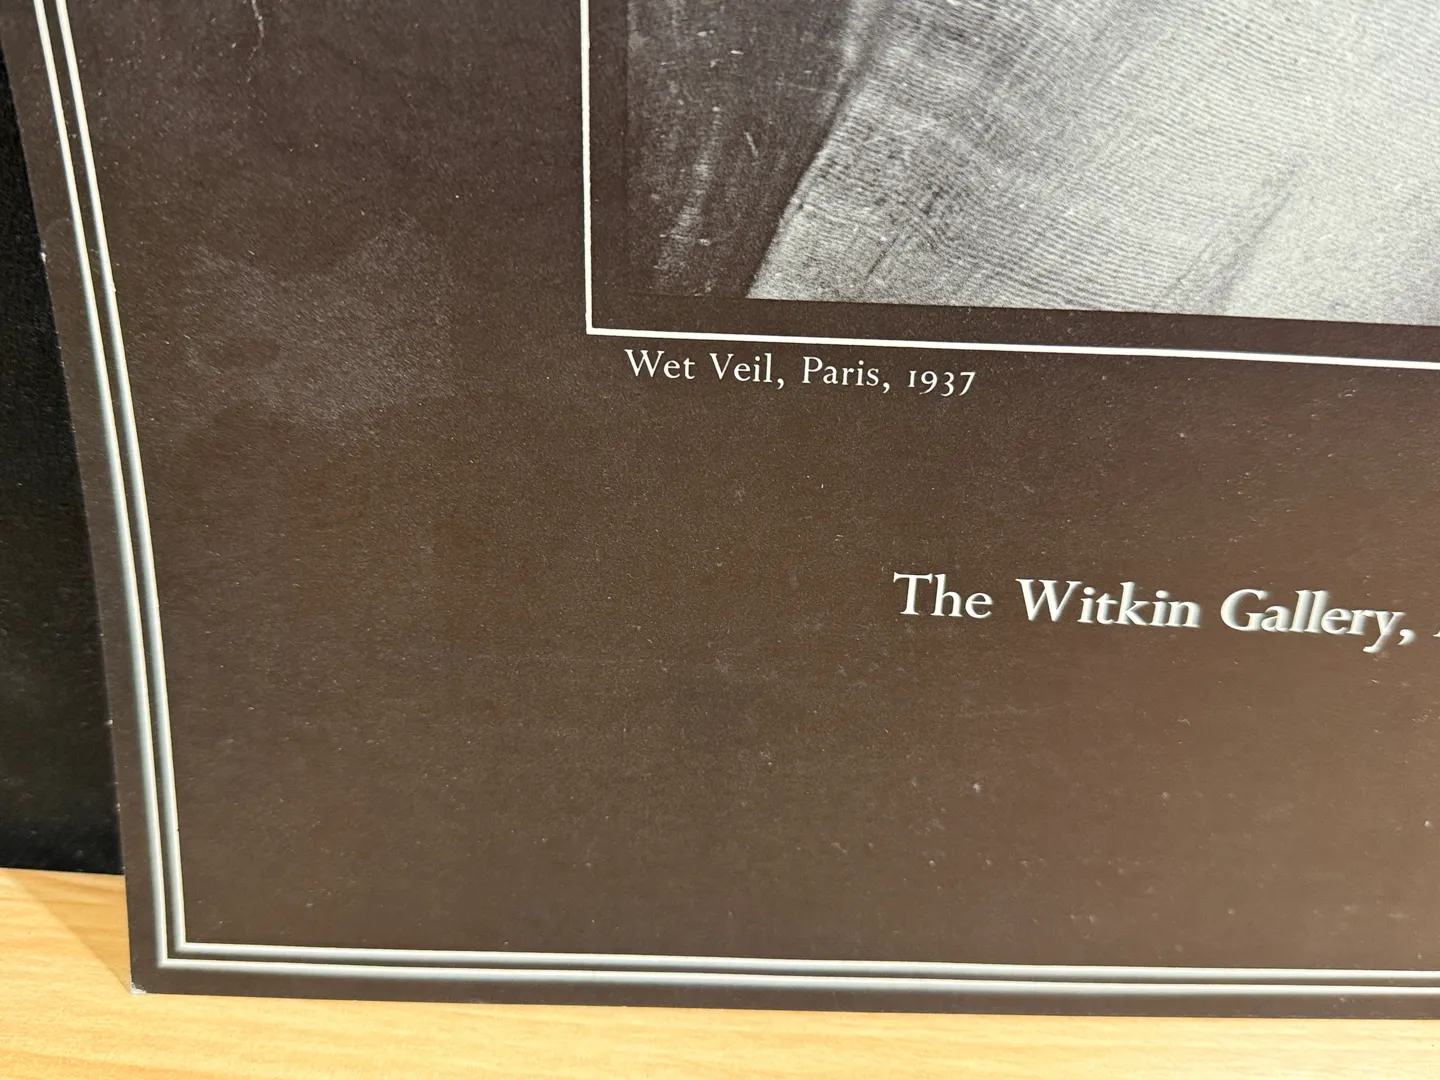 Wet Veil, Paris, 1937
The Witkin Gallery,